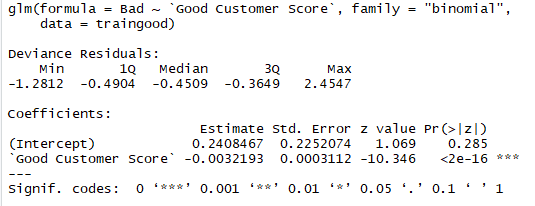 glm(formula = Bad ~ `Good Customer Score`, family = "binomial",
    data = traingood)
Deviance Residuals:
    Min      1Q  Median      3Q     Max
-1.2812 -0.4904 -0.4509 -0.3649  2.4547
Coefficients:
                        Estimate Std. Error z value Pr(>|z|)
(Intercept)            0.2408467  0.2252074   1.069    0.285
`Good Customer Score` -0.0032193  0.0003112 -10.346   <2e-16 ***
---
Signif. codes:  0 ‘***’ 0.001 ‘**’ 0.01 ‘*’ 0.05 ‘.’ 0.1 ‘ ’ 1